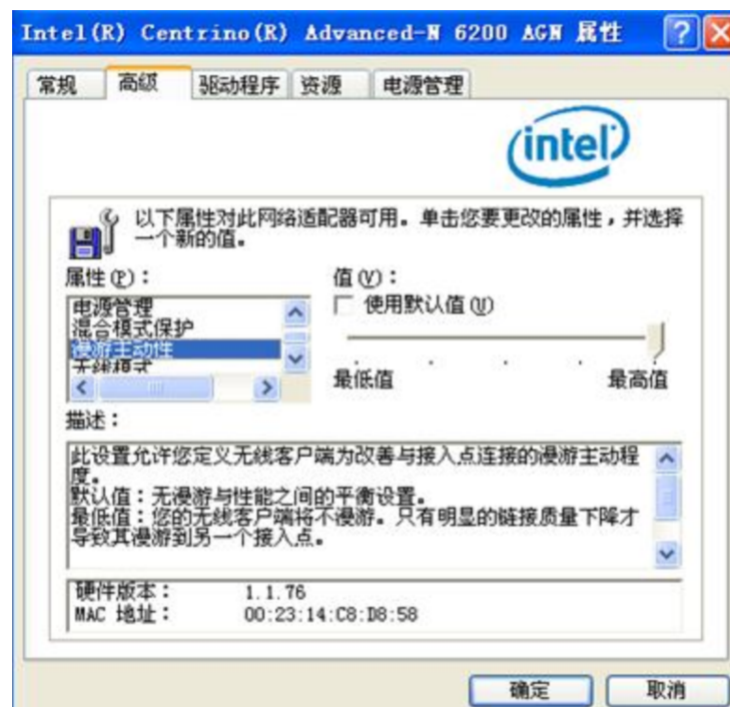 Intel(R) Centrino(R) Advanced-N 6200 AGN 属性
常规 高级 驱动程序 资源 电源管理
intel
以下属性对此网络适配器可用。单击您要更改的属性，并选择
一个新的值。
属性(P)： 值(V)：
电源管理 使用默认值(U)
混合模式保护
漫游主动性
无线模式
最低值 最高值
描述：
此设置允许您定义无线客户端为改善与接入点连接的漫游主动程
度。
默认值：无漫游与性能之间的平衡设置。
最低值：您的无线客户端将不漫游。只有明显的链接质量下降才
导致其漫游到另一个接入点。
硬件版本： 1.1.76
MAC 地址： 00:23:14:C8:D8:58
确定 取消